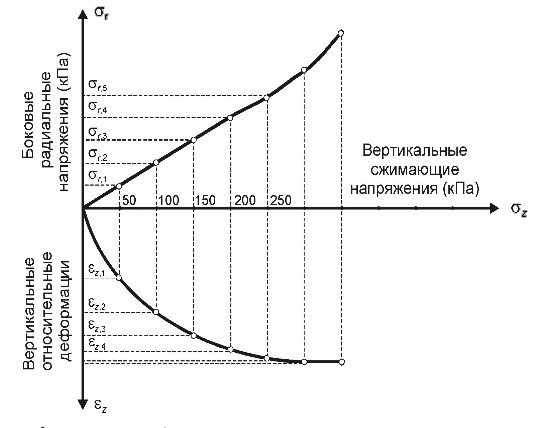 σr
Боковые
радиальные
напряжения (кПа)
σr,5
σr,4
σr,3
σr,2
σr,1
Вертикальные
сжимающие
напряжения (кПа)
50 100 150 200 250
σz
Вертикальные
относительные
деформации
εz,1
εz,2
εz,3
εz,4
εz